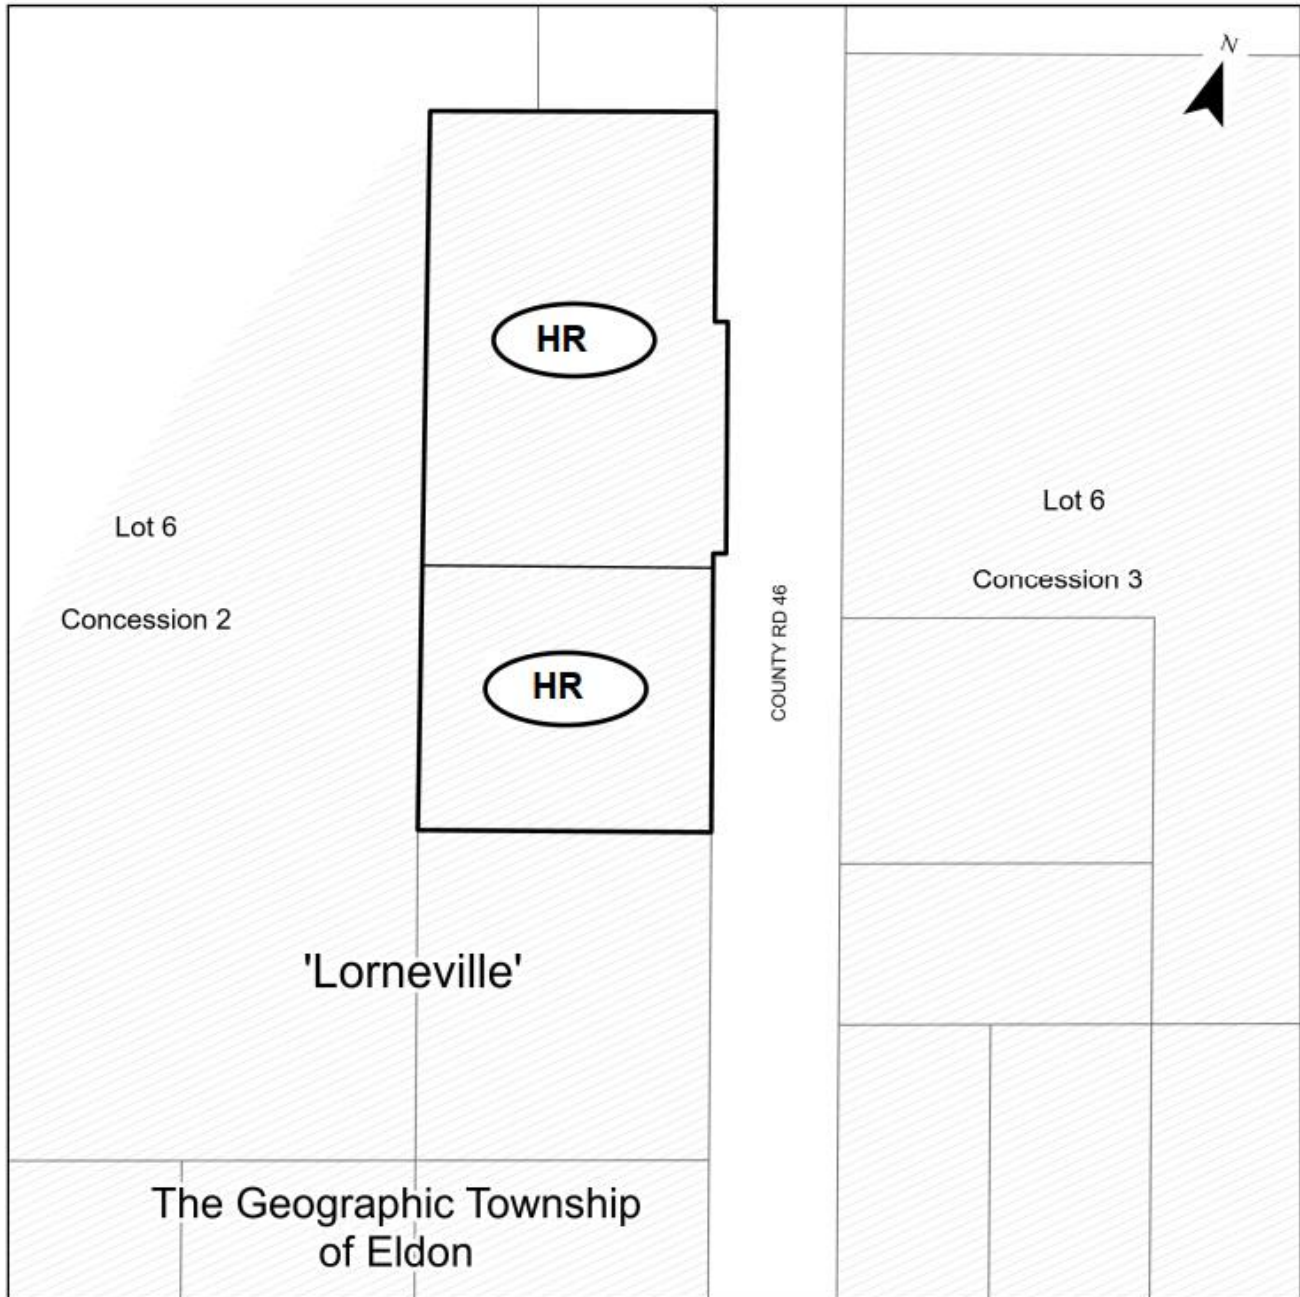 N
HR
Lot 6
Concession 2
Lot 6
Concession 3
COUNTY RD 46
HR
'Lorneville'
The Geographic Township
of Eldon